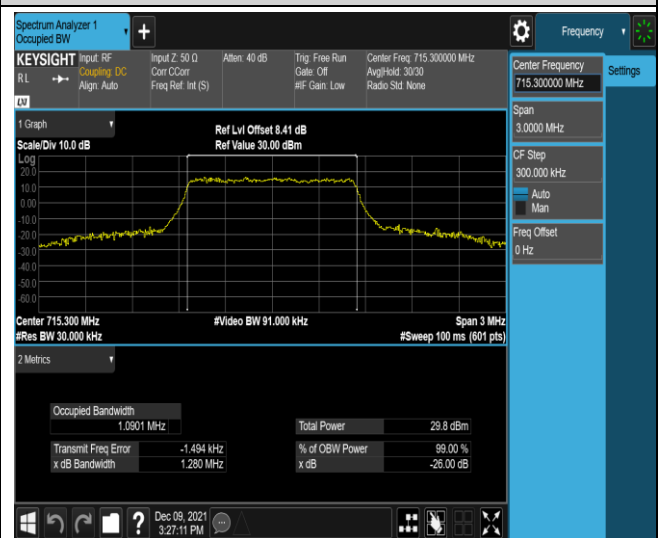 Spectrum Analyzer 1
Occupied BW
Frequency
KEYSIGHT
RL
LXI
Input: RF
Coupling: DC
Align: Auto
Input Z: 50 Ω
Corr CCorr
Freq Ref: Int (S)
Atten: 40 dB
Trig: Free Run
Gate: Off
#IF Gain: Low
Center Freq: 715.300000 MHz
Avg|Hold: 30/30
Radio Std: None
Center Frequency
715.300000 MHz
Settings
Span
3.0000 MHz
CF Step
300.000 kHz
Auto
Man
Freq Offset
0 Hz
1 Graph
Scale/Div 10.0 dB
Ref Lvl Offset 8.41 dB
Ref Value 30.00 dBm
Log
20.0
10.0
0.00
-10.0
-20.0
-30.0
-40.0
-50.0
-60.0
Center 715.300 MHz
#Video BW 91.000 kHz
Span 3 MHz
#Res BW 30.000 kHz
#Sweep 100 ms (601 pts)
2 Metrics
Occupied Bandwidth
1.0901 MHz
Total Power 29.8 dBm
Transmit Freq Error -1.494 kHz
% of OBW Power 99.00 %
x dB Bandwidth 1.280 MHz
x dB -26.00 dB
?
Dec 09, 2021
3:27:11 PM